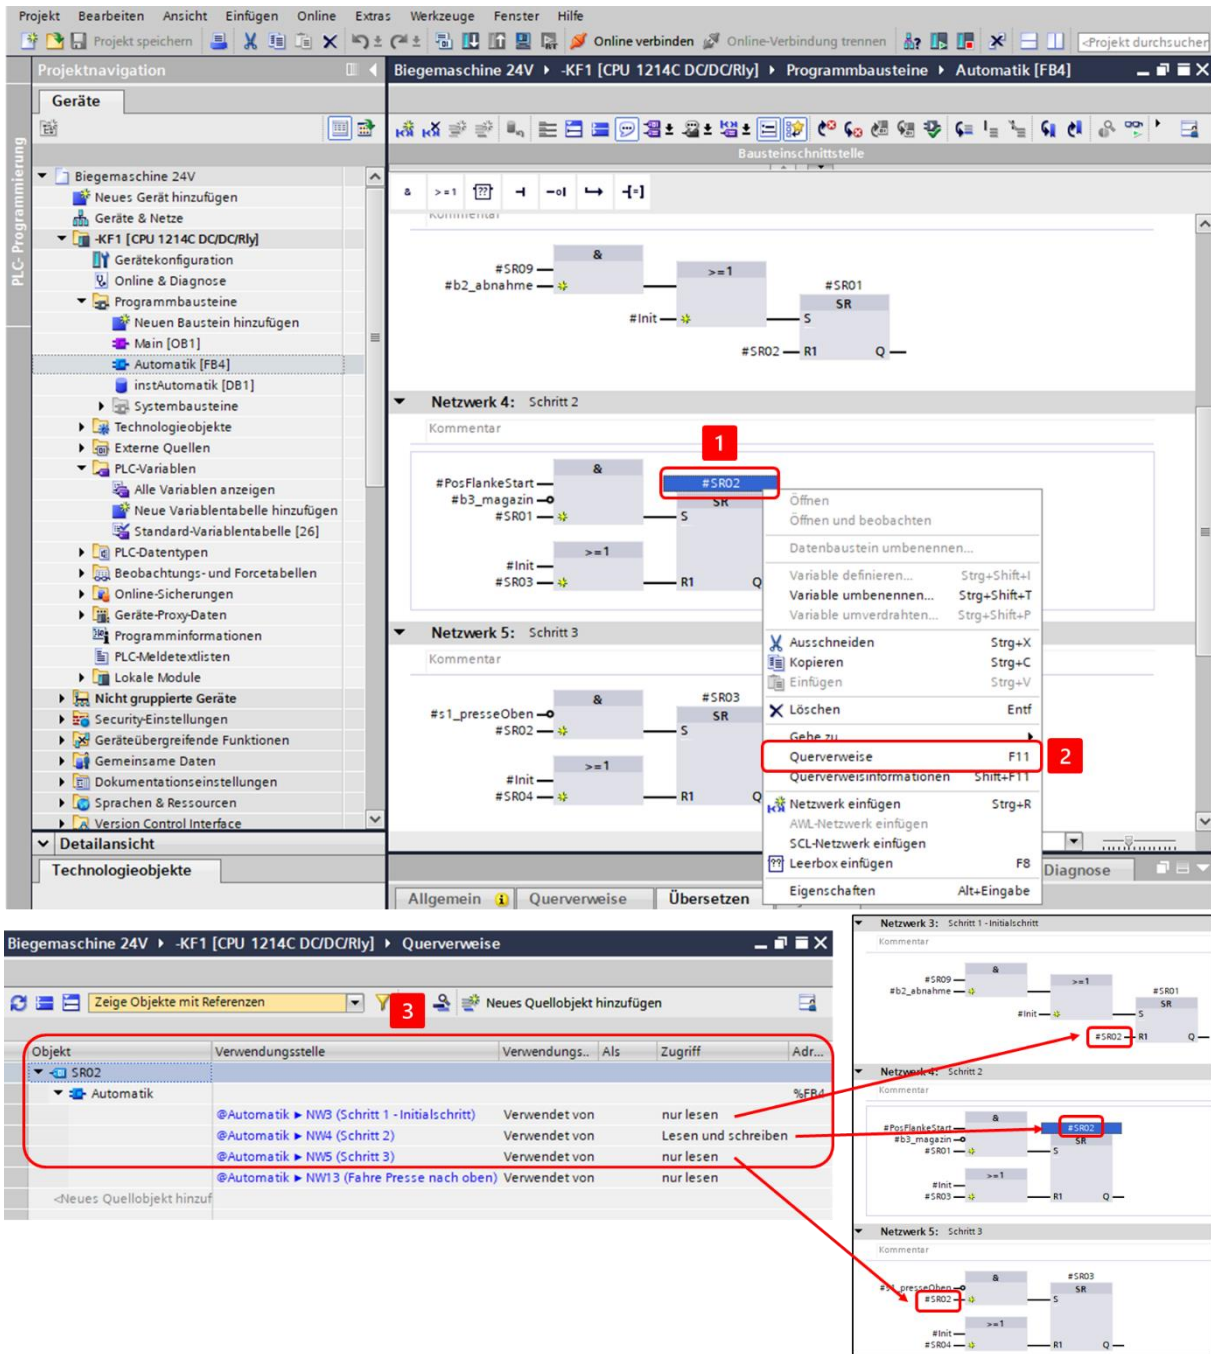 Projekt Bearbeiten Ansicht Einfügen Online Extras Werkzeuge Fenster Hilfe
Projekt speichern Online verbinden Online-Verbindung trennen <Projekt durchsuchen
Projektnavigation
Geräte
PLC-Programmierung
Biegemaschine 24V
Neues Gerät hinzufügen
Geräte & Netze
-KF1 [CPU 1214C DC/DC/Rly]
Gerätekonfiguration
Online & Diagnose
Programmbausteine
Neuen Baustein hinzufügen
Main [OB1]
Automatik [FB4]
instAutomatik [DB1]
Systembausteine
Technologieobjekte
Externe Quellen
PLC-Variablen
Alle Variablen anzeigen
Neue Variablentabelle hinzufügen
Standard-Variablentabelle [26]
PLC-Datentypen
Beobachtungs- und Forcetabellen
Online-Sicherungen
Geräte-Proxy-Daten
Programminformationen
PLC-Meldetextlisten
Lokale Module
Nicht gruppierte Geräte
Security-Einstellungen
Geräteübergreifende Funktionen
Gemeinsame Daten
Dokumentationseinstellungen
Sprachen & Ressourcen
Version Control Interface
Detailansicht
Technologieobjekte
Biegemaschine 24V -KF1 [CPU 1214C DC/DC/Rly] Programmbausteine Automatik [FB4]
Bausteinschnittstelle
& >=1 ?? -[=]
Kommentar
&
#SR09
#b2_abnahme
>=1
#Init
#SR01
SR
S
#SR02 R1 Q
Netzwerk 4: Schritt 2
Kommentar
1
&
#PosFlankeStart
#b3_magazin
#SR01
#SR02
SR
S
>=1
#Init
#SR03
R1 Q
Netzwerk 5: Schritt 3
Kommentar
&
#s1_presseOben
#SR02
#SR03
SR
S
>=1
#Init
#SR04
R1 Q
Öffnen
Öffnen und beobachten
Datenbaustein umbenennen...
Variable definieren... Strg+Shift+I
Variable umbenennen... Strg+Shift+T
Variable umverdrahten... Strg+Shift+P
Ausschneiden Strg+X
Kopieren Strg+C
Einfügen Strg+V
Löschen Entf
Gehe zu
Querverweise F11
2
Querverweisinformationen Shift+F11
Netzwerk einfügen Strg+R
AWL-Netzwerk einfügen
SCL-Netzwerk einfügen
Leerbox einfügen F8
Eigenschaften Alt+Eingabe
Diagnose
Allgemein Querverweise Übersetzen
Biegemaschine 24V -KF1 [CPU 1214C DC/DC/Rly] Querverweise
Zeige Objekte mit Referenzen 3 Neues Quellobjekt hinzufügen
Objekt Verwendungsstelle Verwendungs.. Als Zugriff Adr...
SR02
Automatik %FB4
@Automatik ► NW3 (Schritt 1 - Initialschritt) Verwendet von nur lesen
@Automatik ► NW4 (Schritt 2) Verwendet von Lesen und schreiben
@Automatik ► NW5 (Schritt 3) Verwendet von nur lesen
@Automatik ► NW13 (Fahre Presse nach oben) Verwendet von nur lesen
<Neues Quellobjekt hinzuf
Netzwerk 3: Schritt 1 - Initialschritt
Kommentar
&
#SR09
#b2_abnahme
>=1
#Init
#SR01
SR
S
#SR02 R1 Q
Netzwerk 4: Schritt 2
Kommentar
&
#PosFlankeStart
#b3_magazin
#SR01
#SR02
SR
S
>=1
#Init
#SR03
R1 Q
Netzwerk 5: Schritt 3
Kommentar
&
#s1_presseOben
#SR02
#SR03
SR
S
>=1
#Init
#SR04
R1 Q